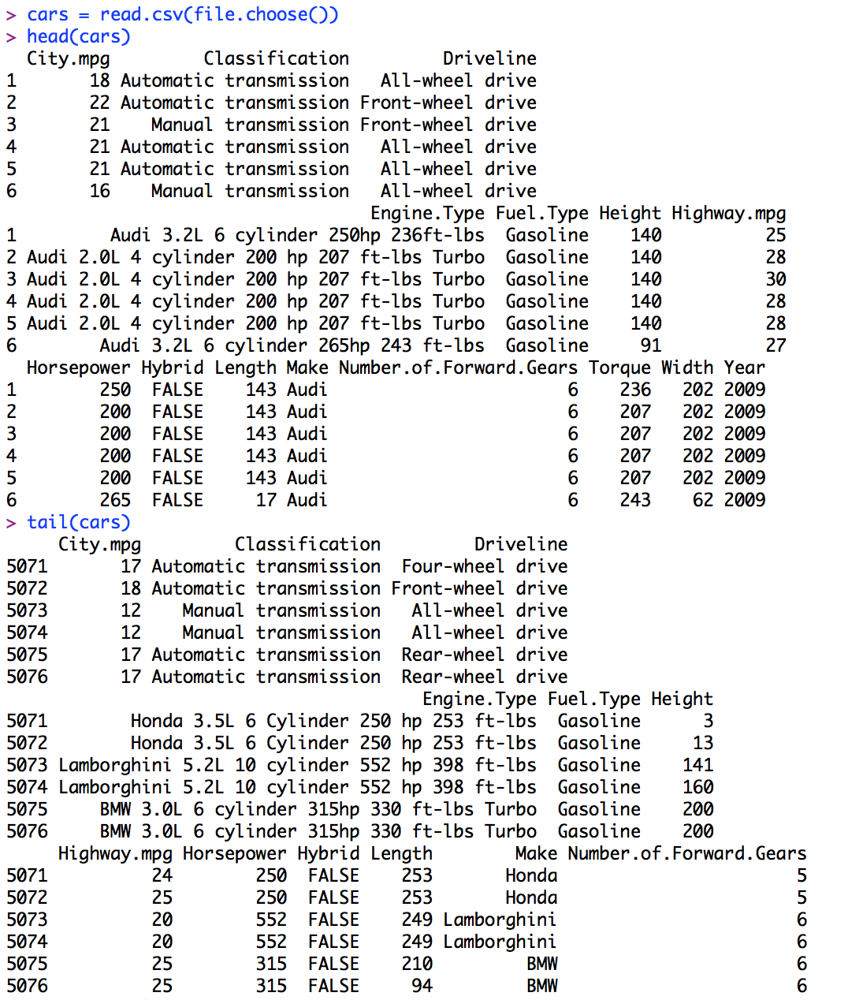 > cars = read.csv(file.choose())
> head(cars)
  City.mpg         Classification         Driveline
1       18 Automatic transmission   All-wheel drive
2       22 Automatic transmission Front-wheel drive
3       21    Manual transmission Front-wheel drive
4       21 Automatic transmission   All-wheel drive
5       21 Automatic transmission   All-wheel drive
6       16    Manual transmission   All-wheel drive
                                   Engine.Type Fuel.Type Height Highway.mpg
1          Audi 3.2L 6 cylinder 250hp 236ft-lbs  Gasoline    140          25
2 Audi 2.0L 4 cylinder 200 hp 207 ft-lbs Turbo  Gasoline    140          28
3 Audi 2.0L 4 cylinder 200 hp 207 ft-lbs Turbo  Gasoline    140          30
4 Audi 2.0L 4 cylinder 200 hp 207 ft-lbs Turbo  Gasoline    140          28
5 Audi 2.0L 4 cylinder 200 hp 207 ft-lbs Turbo  Gasoline    140          28
6        Audi 3.2L 6 cylinder 265hp 243 ft-lbs  Gasoline     91          27
  Horsepower Hybrid Length Make Number.of.Forward.Gears Torque Width Year
1        250  FALSE    143 Audi                       6    236   202 2009
2        200  FALSE    143 Audi                       6    207   202 2009
3        200  FALSE    143 Audi                       6    207   202 2009
4        200  FALSE    143 Audi                       6    207   202 2009
5        200  FALSE    143 Audi                       6    207   202 2009
6        265  FALSE     17 Audi                       6    243    62 2009
> tail(cars)
     City.mpg         Classification         Driveline
5071       17 Automatic transmission  Four-wheel drive
5072       18 Automatic transmission Front-wheel drive
5073       12    Manual transmission   All-wheel drive
5074       12    Manual transmission   All-wheel drive
5075       17 Automatic transmission  Rear-wheel drive
5076       17 Automatic transmission  Rear-wheel drive
                                        Engine.Type Fuel.Type Height
5071        Honda 3.5L 6 Cylinder 250 hp 253 ft-lbs  Gasoline      3
5072        Honda 3.5L 6 Cylinder 250 hp 253 ft-lbs  Gasoline     13
5073 Lamborghini 5.2L 10 cylinder 552 hp 398 ft-lbs  Gasoline    141
5074 Lamborghini 5.2L 10 cylinder 552 hp 398 ft-lbs  Gasoline    160
5075     BMW 3.0L 6 cylinder 315hp 330 ft-lbs Turbo  Gasoline    200
5076     BMW 3.0L 6 cylinder 315hp 330 ft-lbs Turbo  Gasoline    200
     Highway.mpg Horsepower Hybrid Length        Make Number.of.Forward.Gears
5071          24        250  FALSE    253       Honda                       5
5072          25        250  FALSE    253       Honda                       5
5073          20        552  FALSE    249 Lamborghini                       6
5074          20        552  FALSE    249 Lamborghini                       6
5075          25        315  FALSE    210         BMW                       6
5076          25        315  FALSE     94         BMW                       6